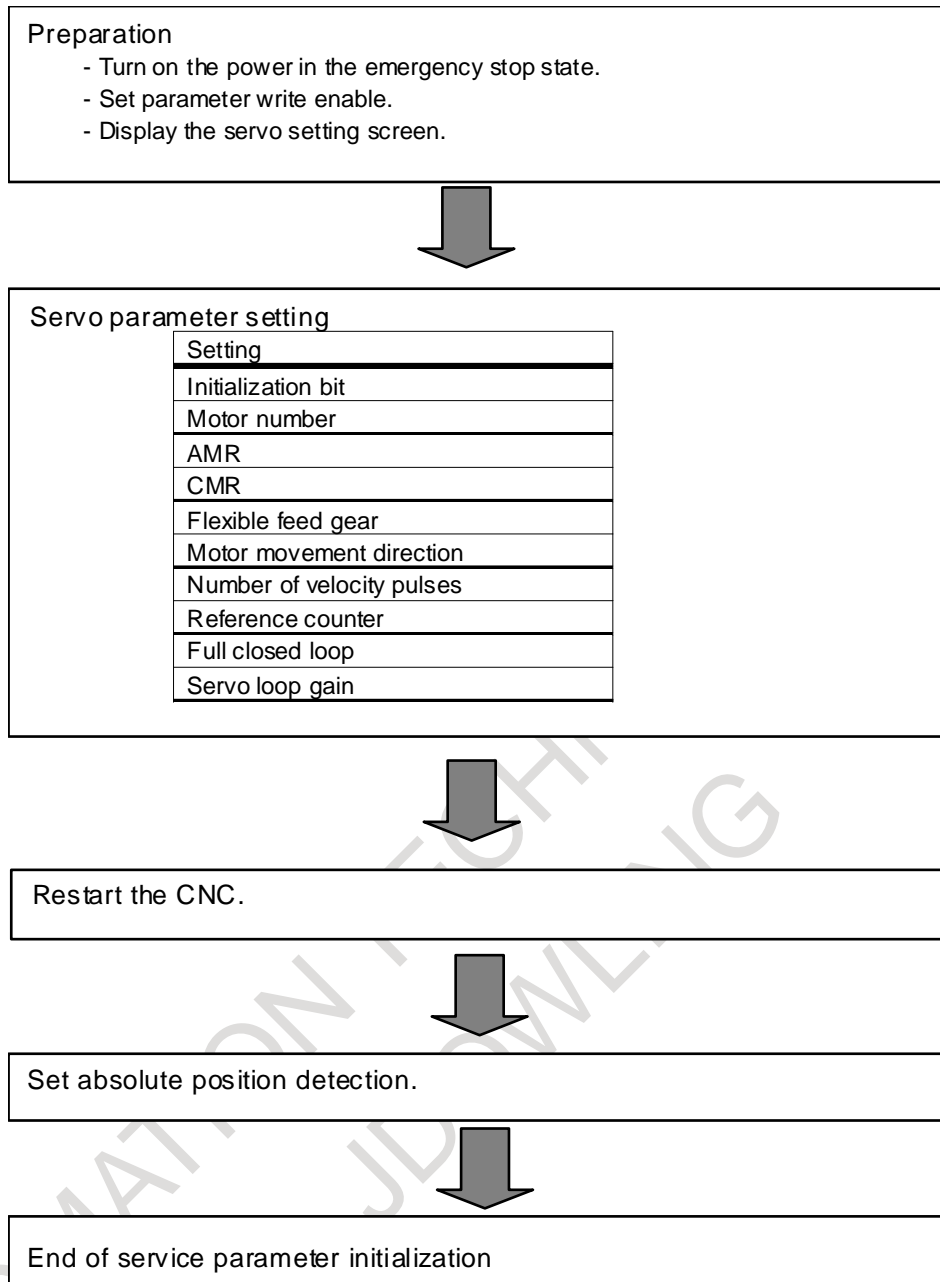 Preparation
- Turn on the power in the emergency stop state.
- Set parameter write enable.
- Display the servo setting screen.
Servo parameter setting
Setting
Initialization bit
Motor number
AMR
CMR
Flexible feed gear
Motor movement direction
Number of velocity pulses
Reference counter
Full closed loop
Servo loop gain
Restart the CNC.
Set absolute position detection.
End of service parameter initialization